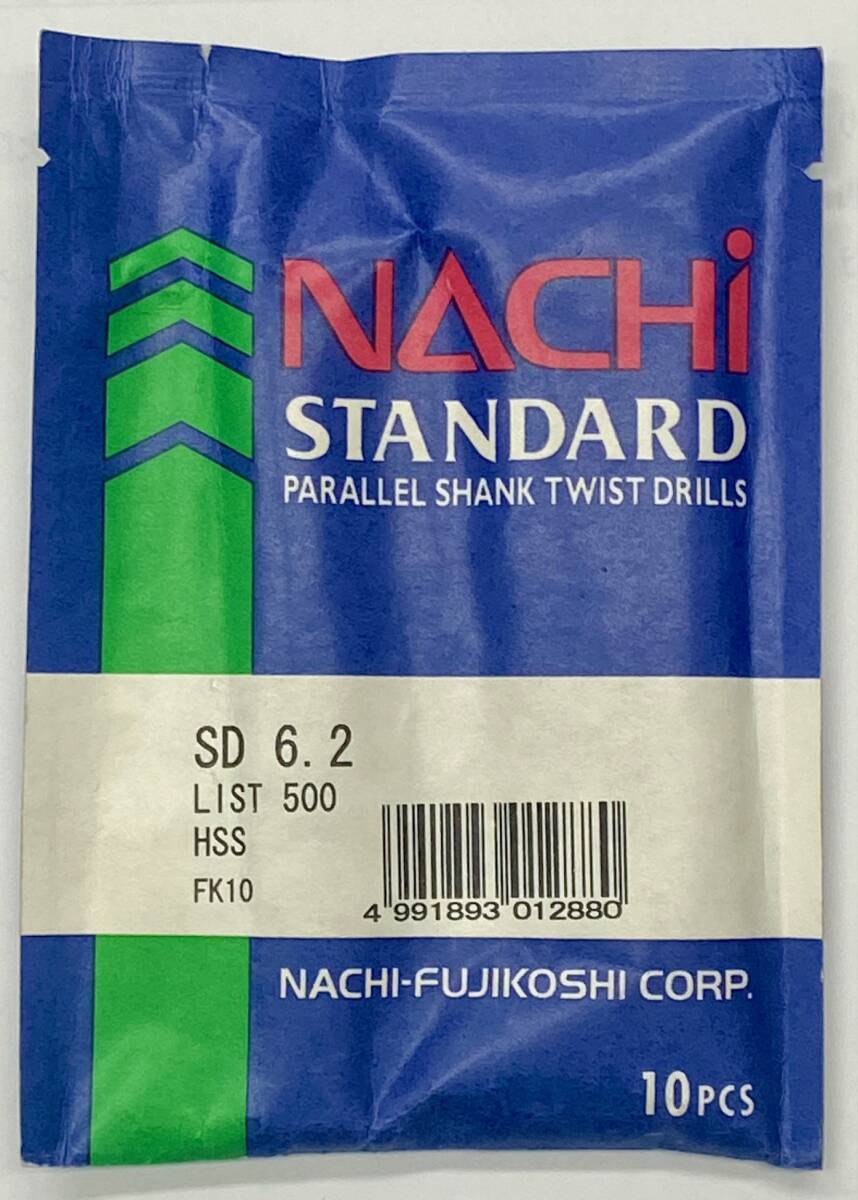 NACHi
STANDARD
PARALLEL SHANK TWIST DRILLS
SD 6.2
LIST 500
HSS
FK10
4 991893 012880
NACHI-FUJIKOSHI CORP.
10PCS